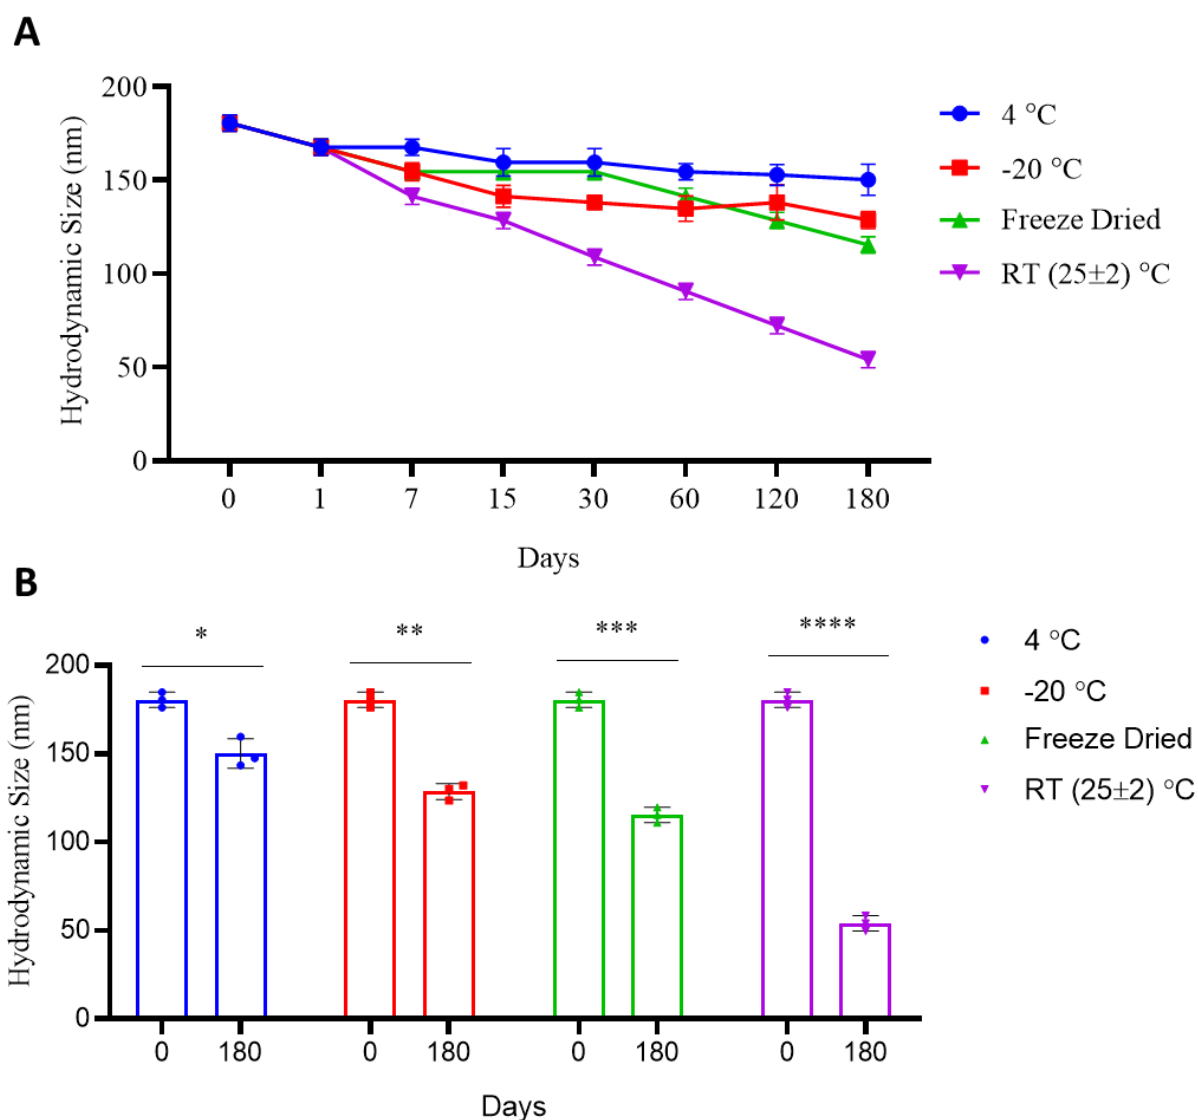 A
Hydrodynamic Size (nm)
200
150
100
50
0
0 1 7 15 30 60 120 180
Days
4 °C
-20 °C
Freeze Dried
RT (25±2) °C
B
Hydrodynamic Size (nm)
200
150
100
50
0
* ** *** ****
0 180 0 180 0 180 0 180
Days
4 °C
-20 °C
Freeze Dried
RT (25±2) °C